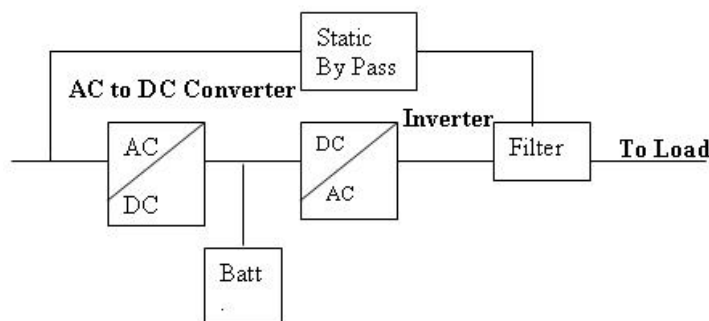 Static
By Pass
AC to DC Converter
Inverter
AC
DC
DC
AC
Filter
To Load
Batt
.